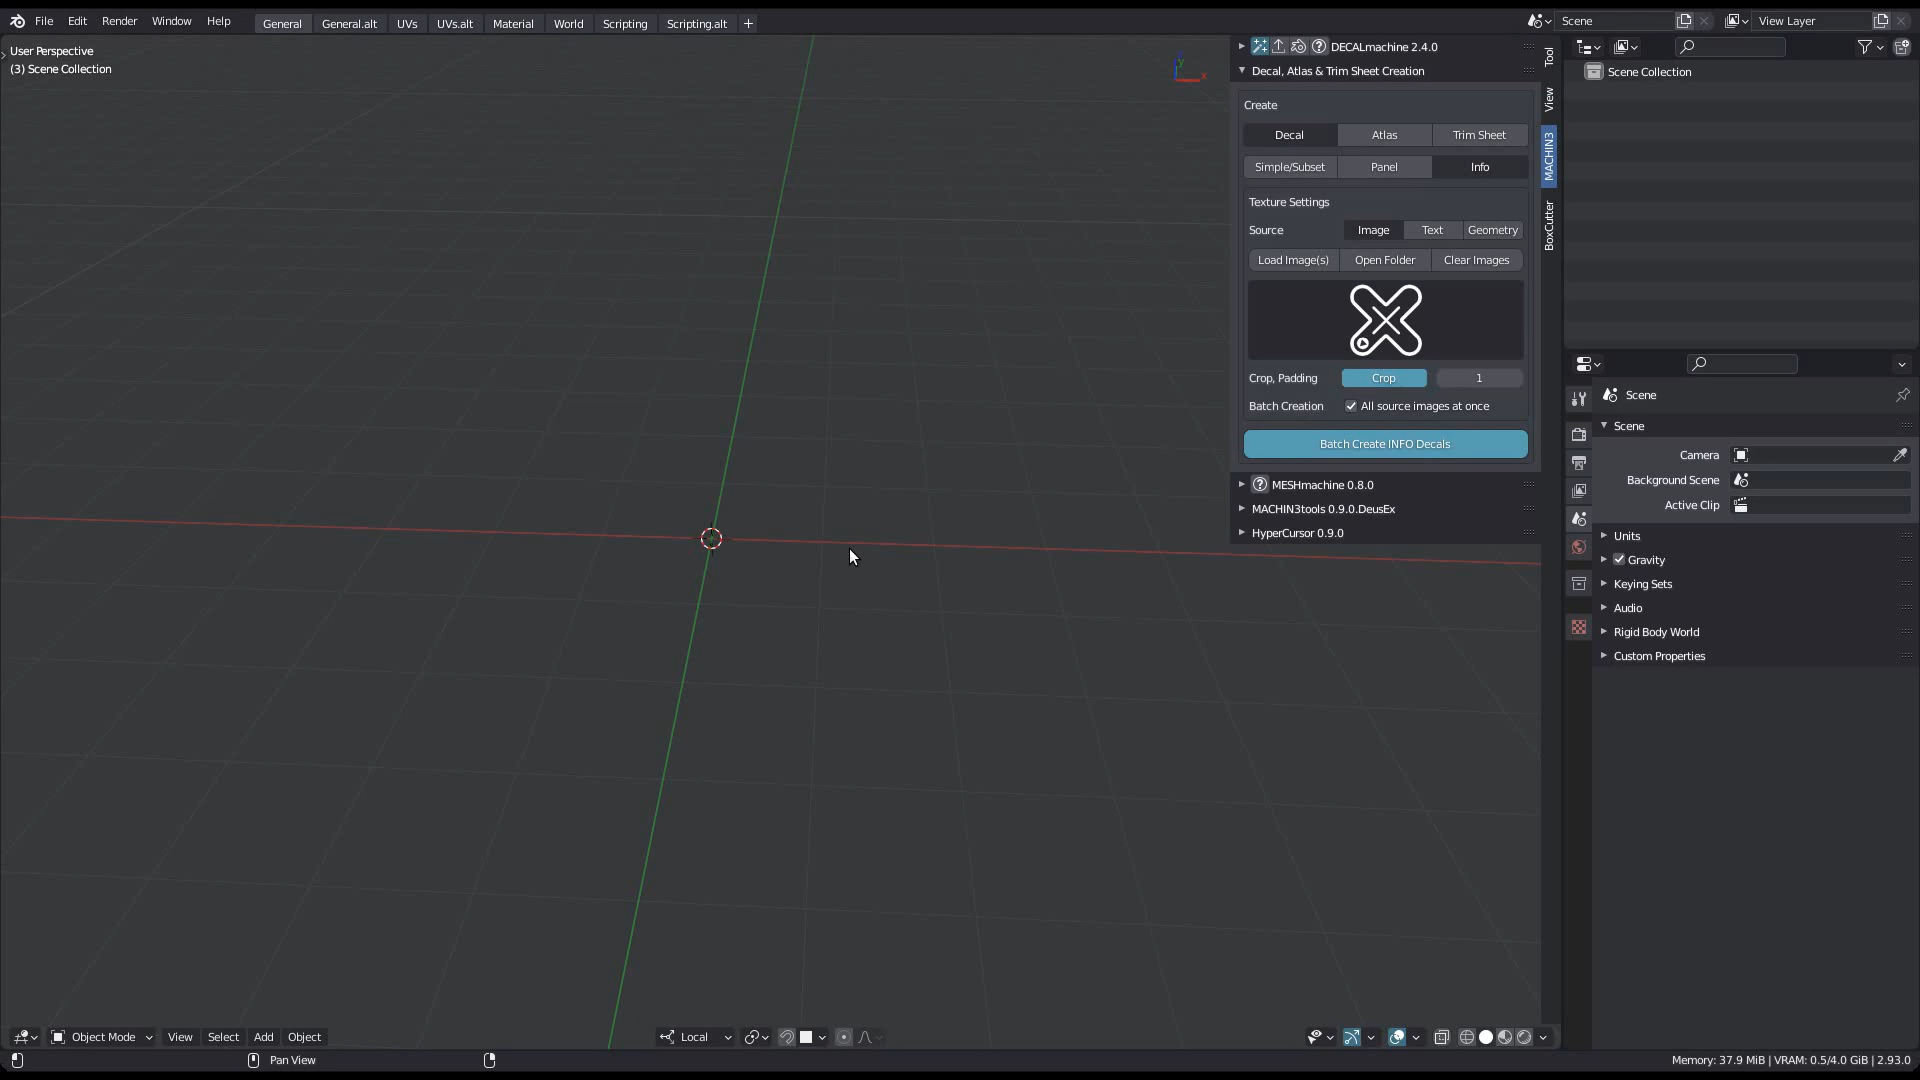 File Edit Render Window Help General General.alt UVs UVs.alt Material World Scripting Scripting.alt + Scene View Layer
User Perspective
(3) Scene Collection
y
x
DECALmachine 2.4.0
Decal, Atlas & Trim Sheet Creation
Create
Decal Atlas Trim Sheet
Simple/Subset Panel Info
Texture Settings
Source Image Text Geometry
Load Image(s) Open Folder Clear Images
Crop, Padding Crop 1
Batch Creation All source images at once
Batch Create INFO Decals
MESHmachine 0.8.0
MACHIN3tools 0.9.0.DeusEx
HyperCursor 0.9.0
Tool
View
MACHIN3
BoxCutter
Scene Collection
Scene
Scene
Camera
Background Scene
Active Clip
Units
Gravity
Keying Sets
Audio
Rigid Body World
Custom Properties
Object Mode View Select Add Object Local
Pan View Memory: 37.9 MiB | VRAM: 0.5/4.0 GiB | 2.93.0